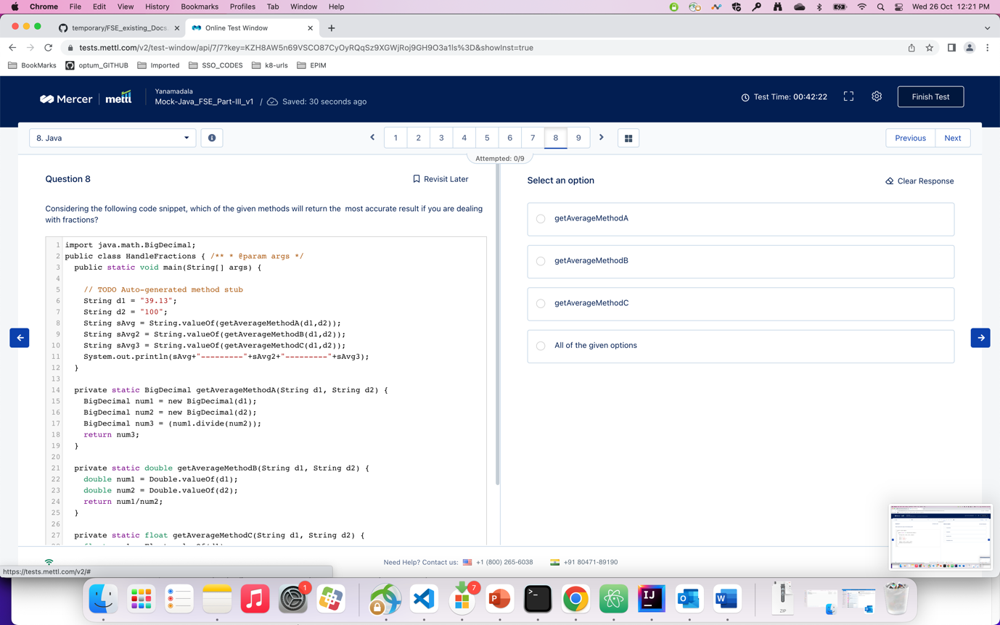 Chrome File Edit View History Bookmarks Profiles Tab Window Help Wed 26 Oct 12:21 PM
temporary/FSE_existing_Docs. Online Test Window
tests.mettl.com/v2/test-window/api/7/7?key=KZH8AW5n69VSCO87CyOyRQqSz9XGWjRoj9GH9O3a1ls%3D&showInst=true
BookMarks optum_GITHUB Imported SSO_CODES k8-urls EPIM
Mercer mettl
Yanamadala
Mock-Java_FSE_Part-III_v1 / Saved: 30 seconds ago
Test Time: 00:42:22
Finish Test
8. Java
1 2 3 4 5 6 7 8 9
Previous Next
Attempted: 0/9
Question 8
Revisit Later
Considering the following code snippet, which of the given methods will return the most accurate result if you are dealing
with fractions?
1 import java.math.BigDecimal;
2 public class HandleFractions { /** * @param args */
3 public static void main(String[] args) {
4
5 // TODO Auto-generated method stub
6 String d1 = "39.13";
7 String d2 = "100";
8 String sAvg = String.valueOf(getAverageMethodA(d1,d2));
9 String sAvg2 = String.valueOf(getAverageMethodB(d1,d2));
10 String sAvg3 = String.valueOf(getAverageMethodC(d1,d2));
11 System.out.println(sAvg+"---------"+sAvg2+"---------"+sAvg3);
12 }
13
14 private static BigDecimal getAverageMethodA(String d1, String d2) {
15 BigDecimal num1 = new BigDecimal(d1);
16 BigDecimal num2 = new BigDecimal(d2);
17 BigDecimal num3 = (num1.divide(num2));
18 return num3;
19 }
20
21 private static double getAverageMethodB(String d1, String d2) {
22 double num1 = Double.valueOf(d1);
23 double num2 = Double.valueOf(d2);
24 return num1/num2;
25 }
26
27 private static float getAverageMethodC(String d1, String d2) {
Select an option
Clear Response
getAverageMethodA
getAverageMethodB
getAverageMethodC
All of the given options
Need Help? Contact us: +1 (800) 265-6038 +91 80471-89190
https://tests.mettl.com/v2/#
1
7
P
>_
IJ
O
W
ZIP